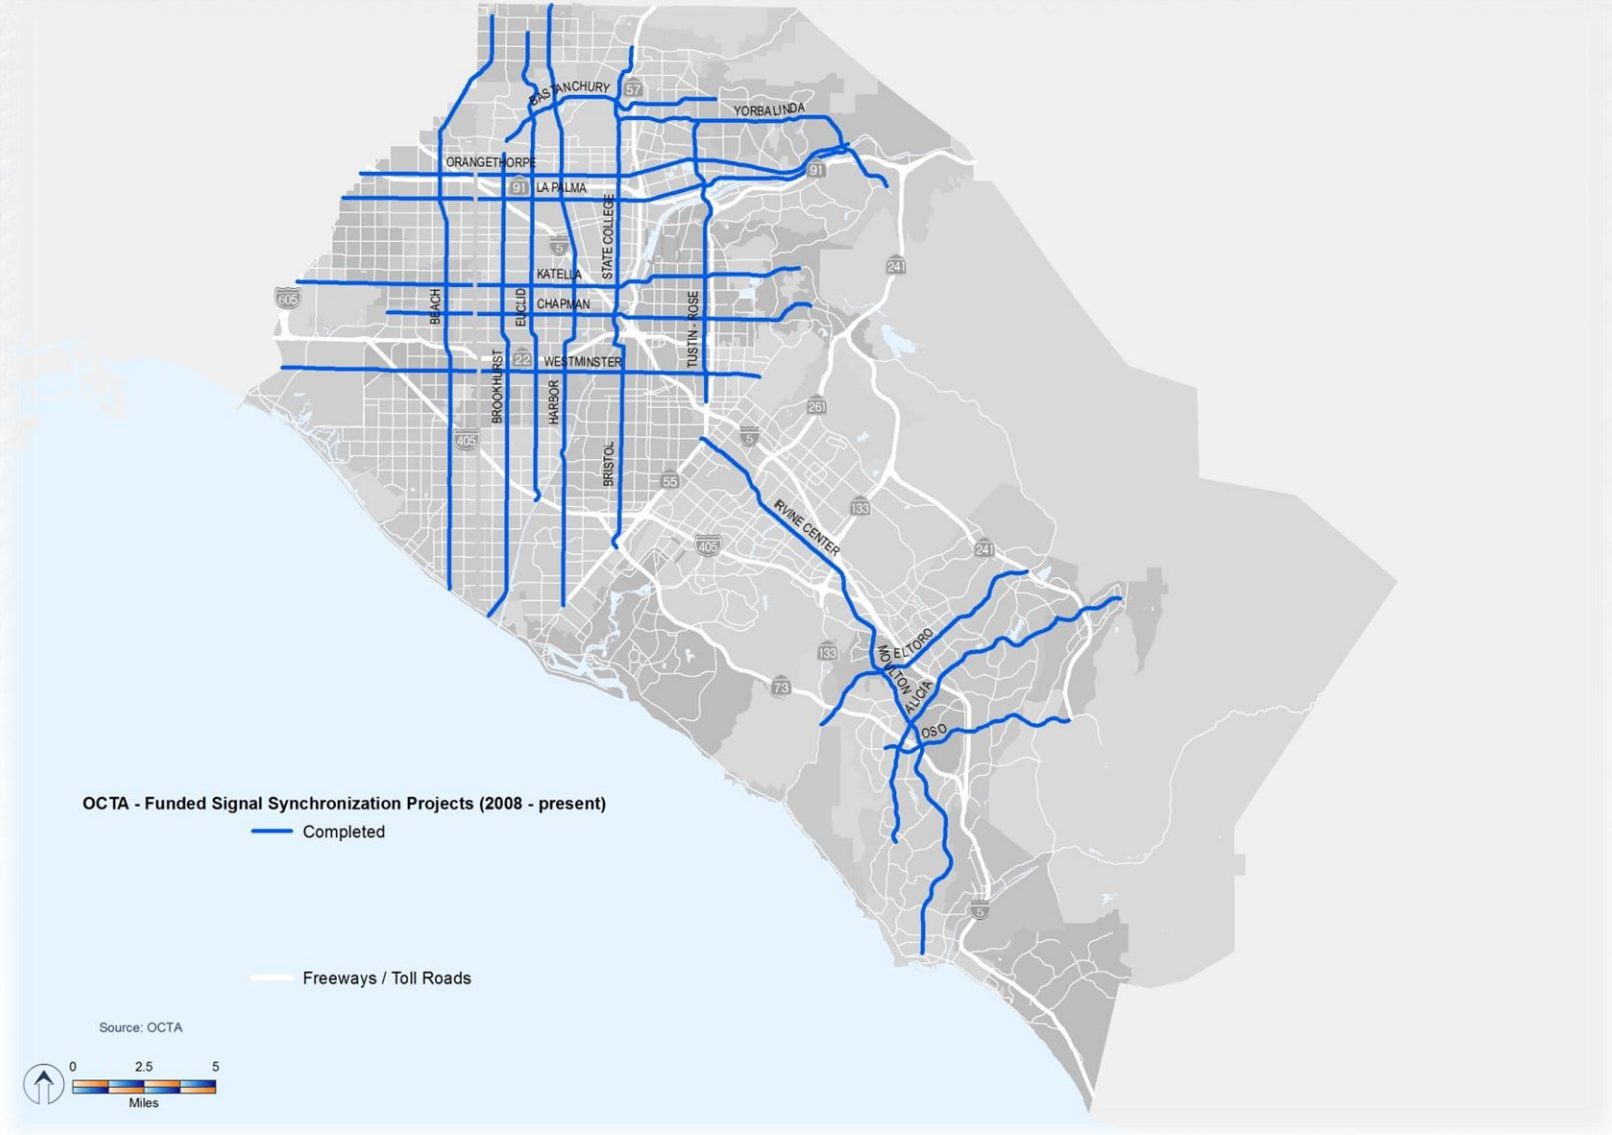 57
BASTANCHURY
YORBA LINDA
ORANGETHORPE
91
91
LA PALMA
STATE COLLEGE
5
241
KATELLA
605
BEACH
EUCLID
CHAPMAN
TUSTIN - ROSE
22
WESTMINSTER
BROOKHURST
HARBOR
261
405
5
BRISTOL
55
133
IRVINE CENTER
405
241
133
EL TORO
MOULTON
ALICIA
73
OSO
OCTA - Funded Signal Synchronization Projects (2008 - present)
Completed
5
Freeways / Toll Roads
Source: OCTA
0 2.5 5
Miles